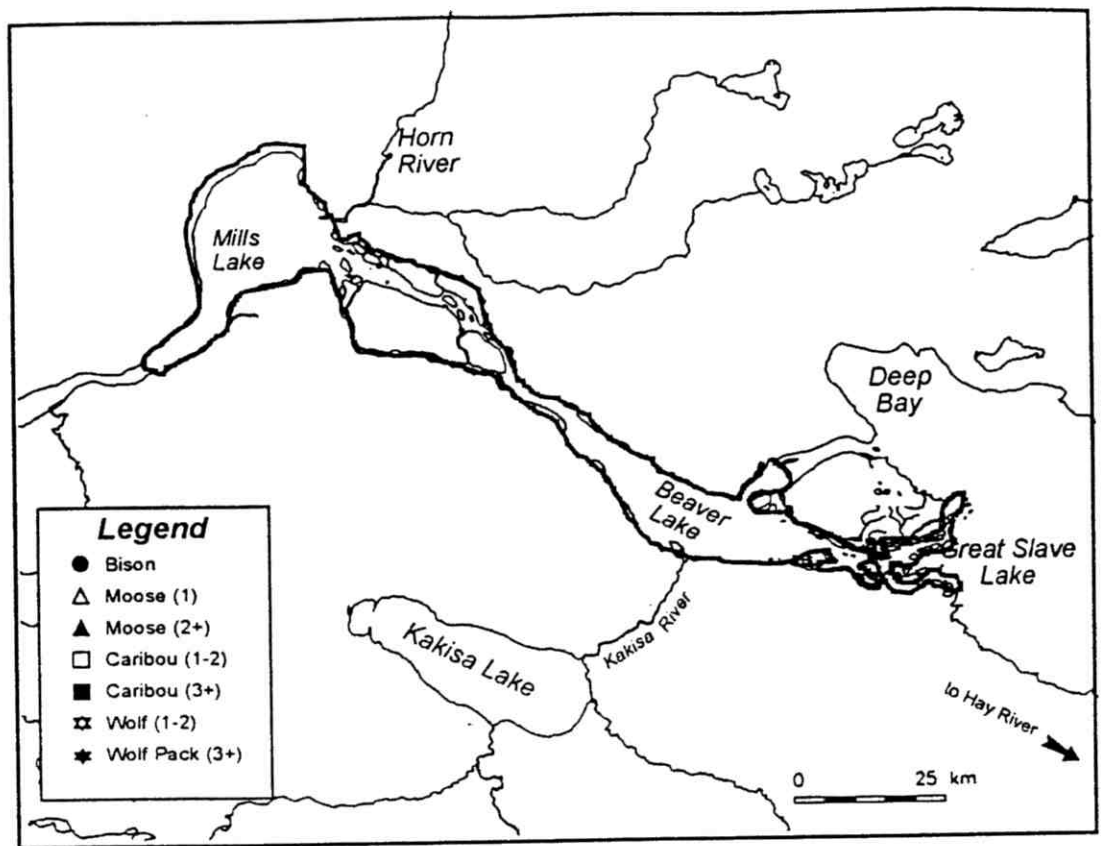 Horn
River
Mills
Lake
Deep
Bay
Beaver
Lake
Great Slave
Lake
Kakisa River
Kakisa Lake
to Hay River
0 25 km
Legend
Bison
Moose (1)
Moose (2+)
Caribou (1-2)
Caribou (3+)
Wolf (1-2)
Wolf Pack (3+)